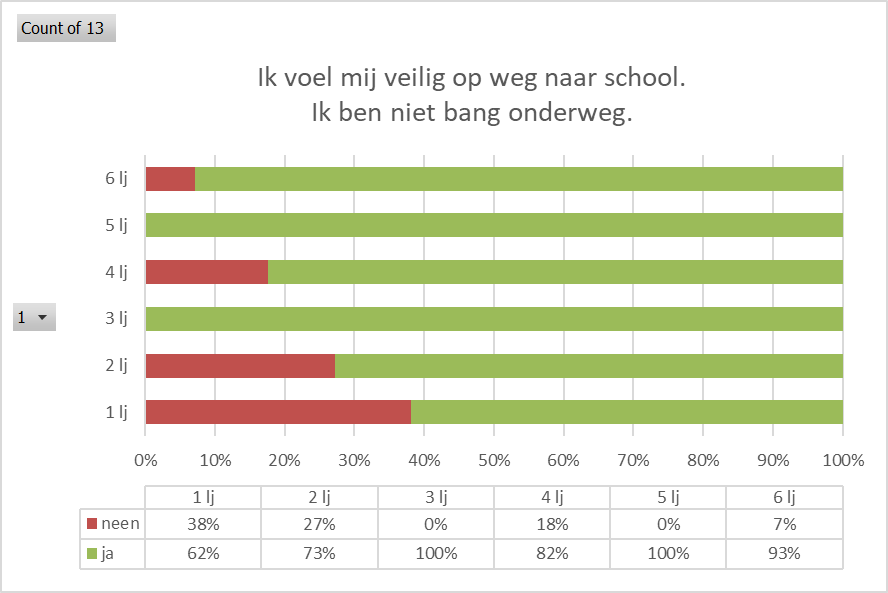 Count of 13
Ik voel mij veilig op weg naar school.
Ik ben niet bang onderweg.
6 lj
5 lj
4 lj
3 lj
1
2 lj
1 lj
0% 10% 20% 30% 40% 50% 60% 70% 80% 90% 100%
1 lj 2 lj 3 lj 4 lj 5 lj 6 lj
neen 38% 27% 0% 18% 0% 7%
ja 62% 73% 100% 82% 100% 93%